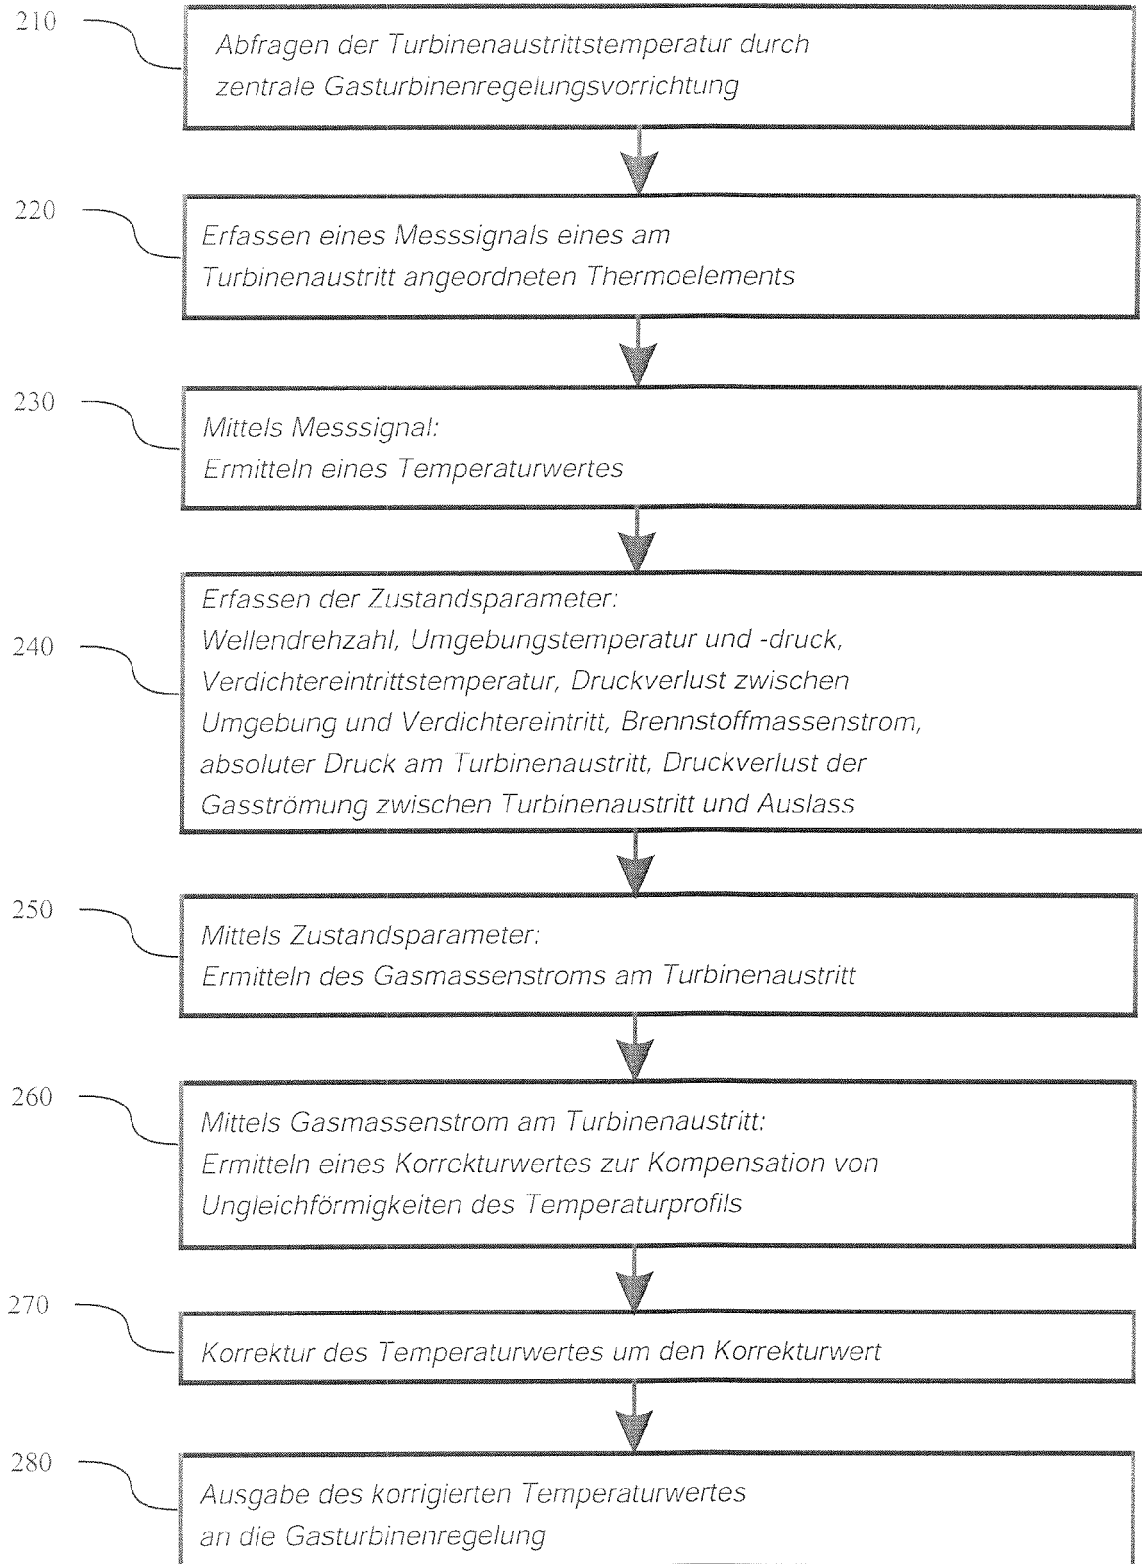 210
Abfragen der Turbinenaustrittstemperatur durch
zentrale Gasturbinenregelungsvorrichtung
220
Erfassen eines Messsignals eines am
Turbinenaustritt angeordneten Thermoelements
230
Mittels Messsignal:
Ermitteln eines Temperaturwertes
240
Erfassen der Zustandsparameter:
Wellendrehzahl, Umgebungstemperatur und -druck,
Verdichtereintrittstemperatur, Druckverlust zwischen
Umgebung und Verdichtereintritt, Brennstoffmassenstrom,
absoluter Druck am Turbinenaustritt, Druckverlust der
Gasströmung zwischen Turbinenaustritt und Auslass
250
Mittels Zustandsparameter:
Ermitteln des Gasmassenstroms am Turbinenaustritt
260
Mittels Gasmassenstrom am Turbinenaustritt:
Ermitteln eines Korrekturwertes zur Kompensation von
Ungleichförmigkeiten des Temperaturprofils
270
Korrektur des Temperaturwertes um den Korrekturwert
280
Ausgabe des korrigierten Temperaturwertes
an die Gasturbinenregelung